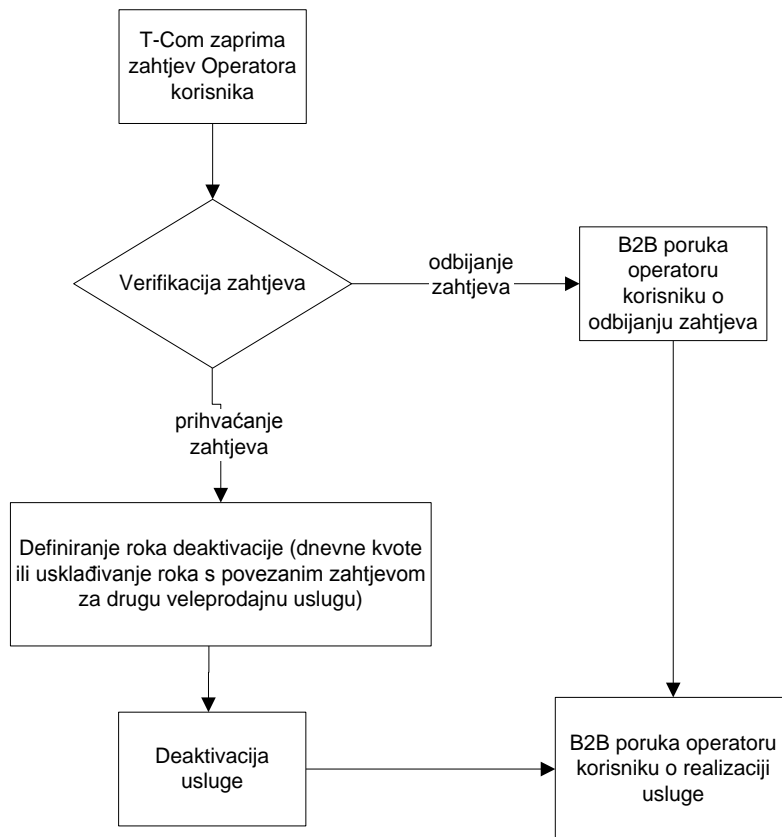 T-Com zaprima
zahtjev Operatora
korisnika
Verifikacija zahtjeva
odbijanje
zahtjeva
B2B poruka
operatoru
korisniku o
odbijanju zahtjeva
prihvaćanje
zahtjeva
Definiranje roka deaktivacije (dnevne kvote
ili usklađivanje roka s povezanim zahtjevom
za drugu veleprodajnu uslugu)
Deaktivacija
usluge
B2B poruka operatoru
korisniku o realizaciji
usluge